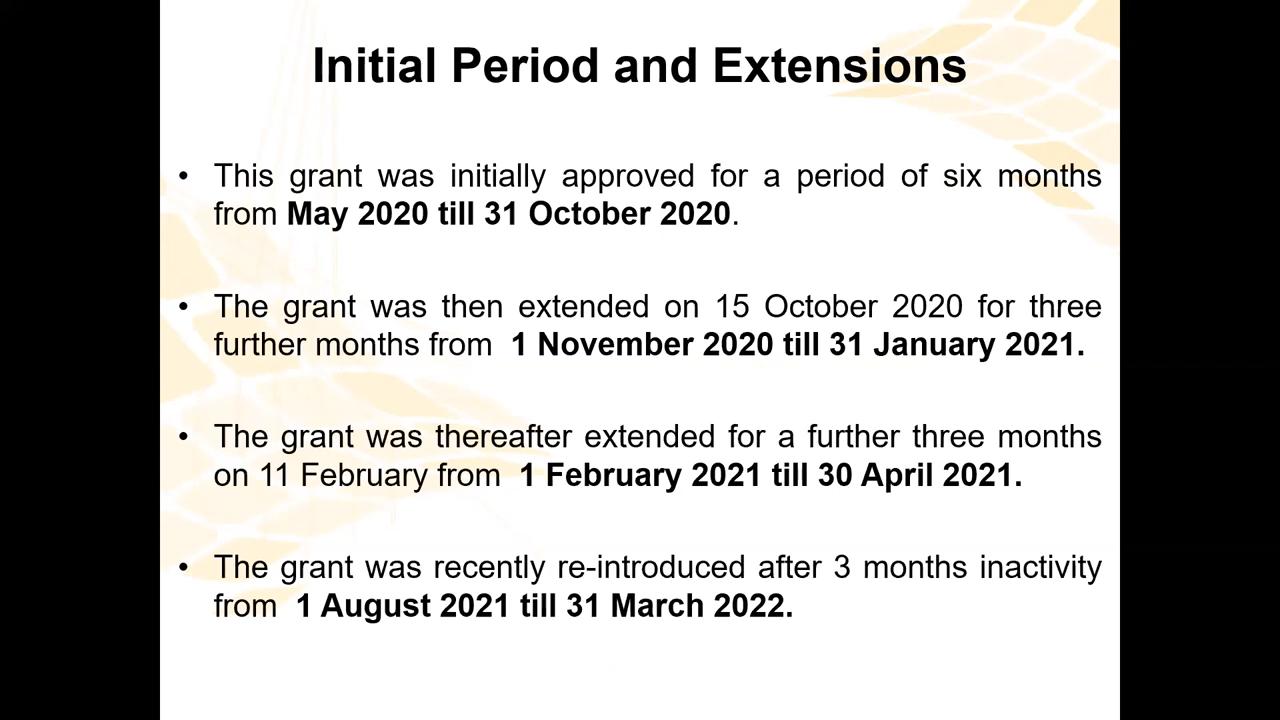 Initial Period and Extensions
• This grant was initially approved for a period of six months
from May 2020 till 31 October 2020.
• The grant was then extended on 15 October 2020 for three
further months from 1 November 2020 till 31 January 2021.
• The grant was thereafter extended for a further three months
on 11 February from 1 February 2021 till 30 April 2021.
• The grant was recently re-introduced after 3 months inactivity
from 1 August 2021 till 31 March 2022.